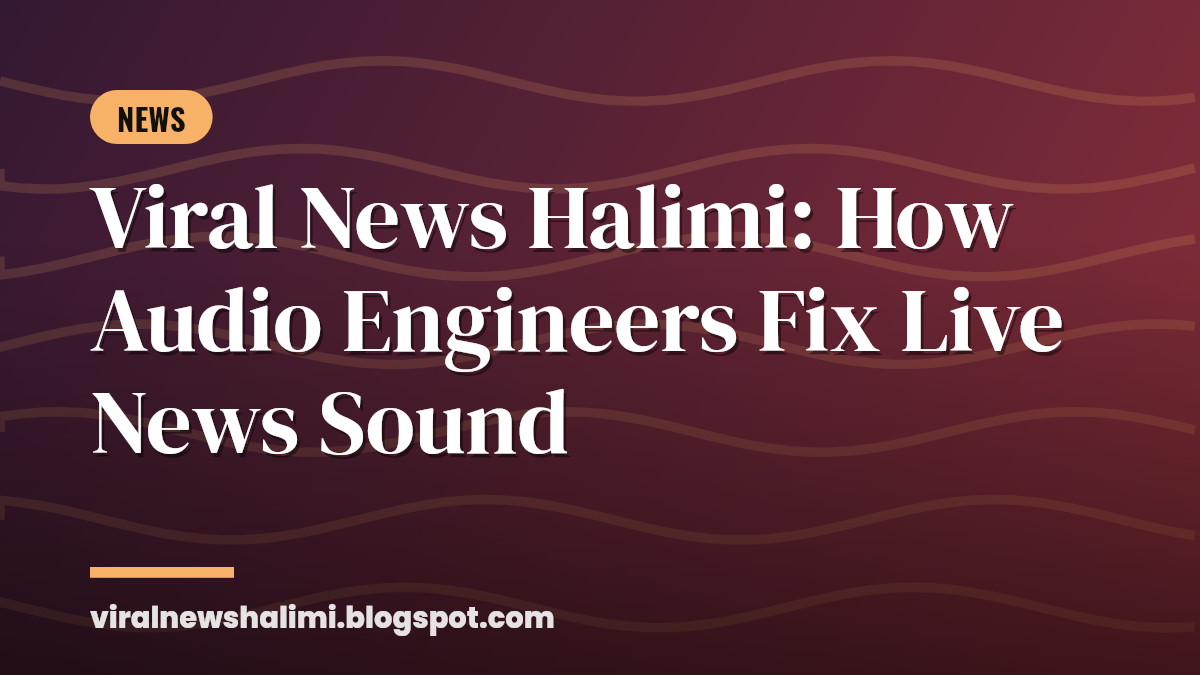 NEWS
Viral News Halimi: How
Audio Engineers Fix Live
News Sound
viralnewshalimi.blogspot.com